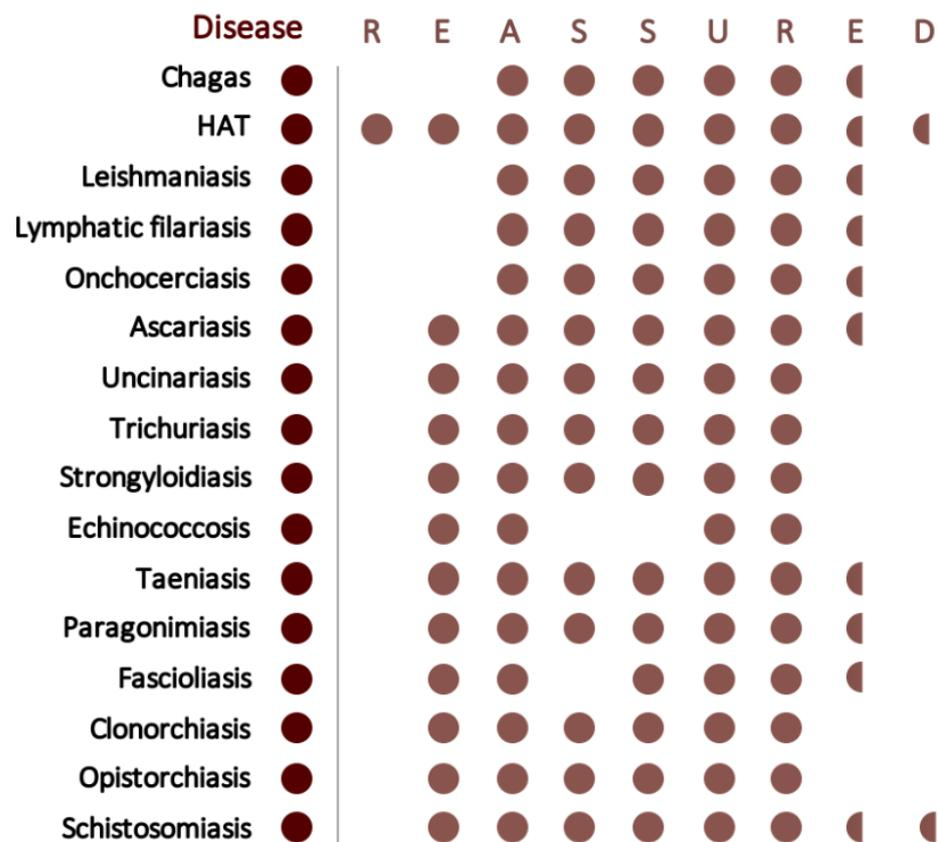 Disease R E A S S U R E D
Chagas
HAT
Leishmaniasis
Lymphatic filariasis
Onchocerciasis
Ascariasis
Uncinariasis
Trichuriasis
Strongyloidiasis
Echinococcosis
Taeniasis
Paragonimiasis
Fascioliasis
Clonorchiasis
Opistorchiasis
Schistosomiasis